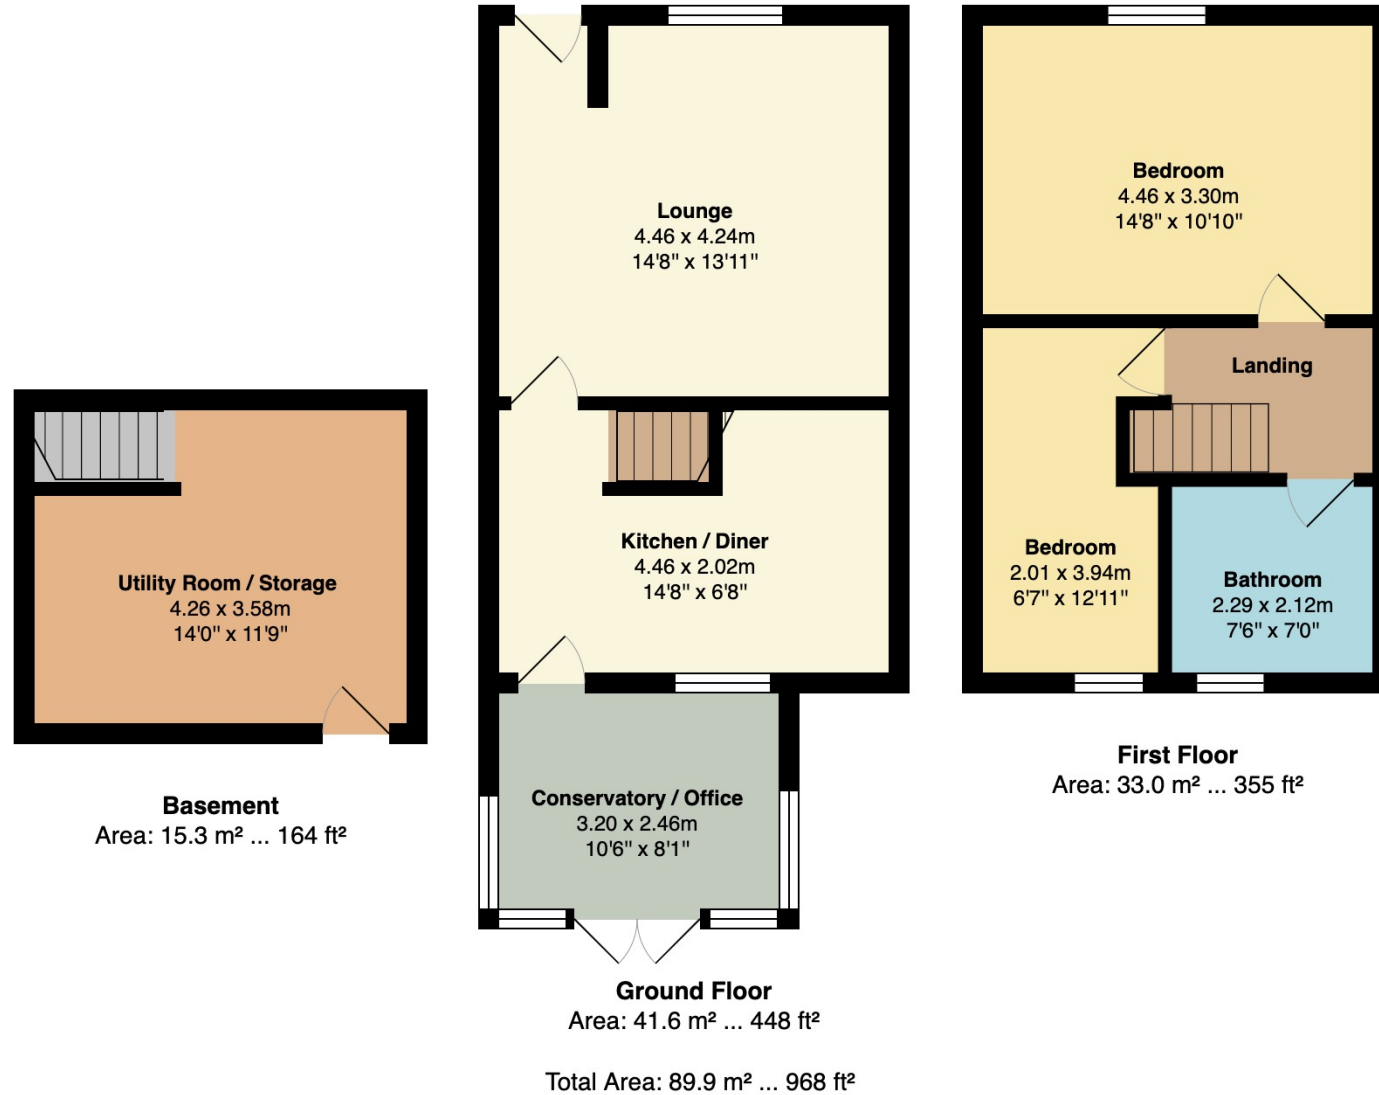 Lounge
4.46 x 4.24m
14'8" x 13'11"
Kitchen / Diner
4.46 x 2.02m
14'8" x 6'8"
Conservatory / Office
3.20 x 2.46m
10'6" x 8'1"
Ground Floor
Area: 41.6 m² ... 448 ft²
Total Area: 89.9 m² ... 968 ft²
Utility Room / Storage
4.26 x 3.58m
14'0" x 11'9"
Basement
Area: 15.3 m² ... 164 ft²
Bedroom
4.46 x 3.30m
14'8" x 10'10"
Landing
Bedroom
2.01 x 3.94m
6'7" x 12'11"
Bathroom
2.29 x 2.12m
7'6" x 7'0"
First Floor
Area: 33.0 m² ... 355 ft²